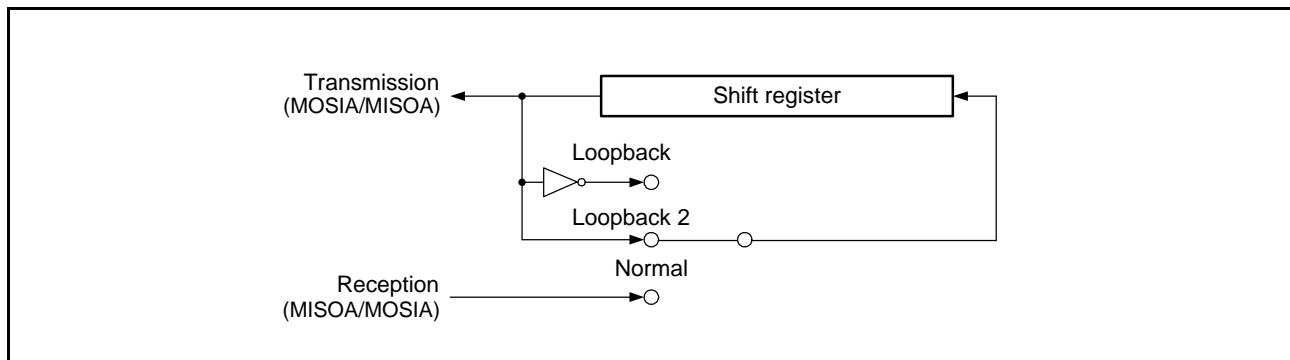 Transmission
(MOSIA/MISOA)
Shift register
Loopback
Loopback 2
Normal
Reception
(MISOA/MOSIA)